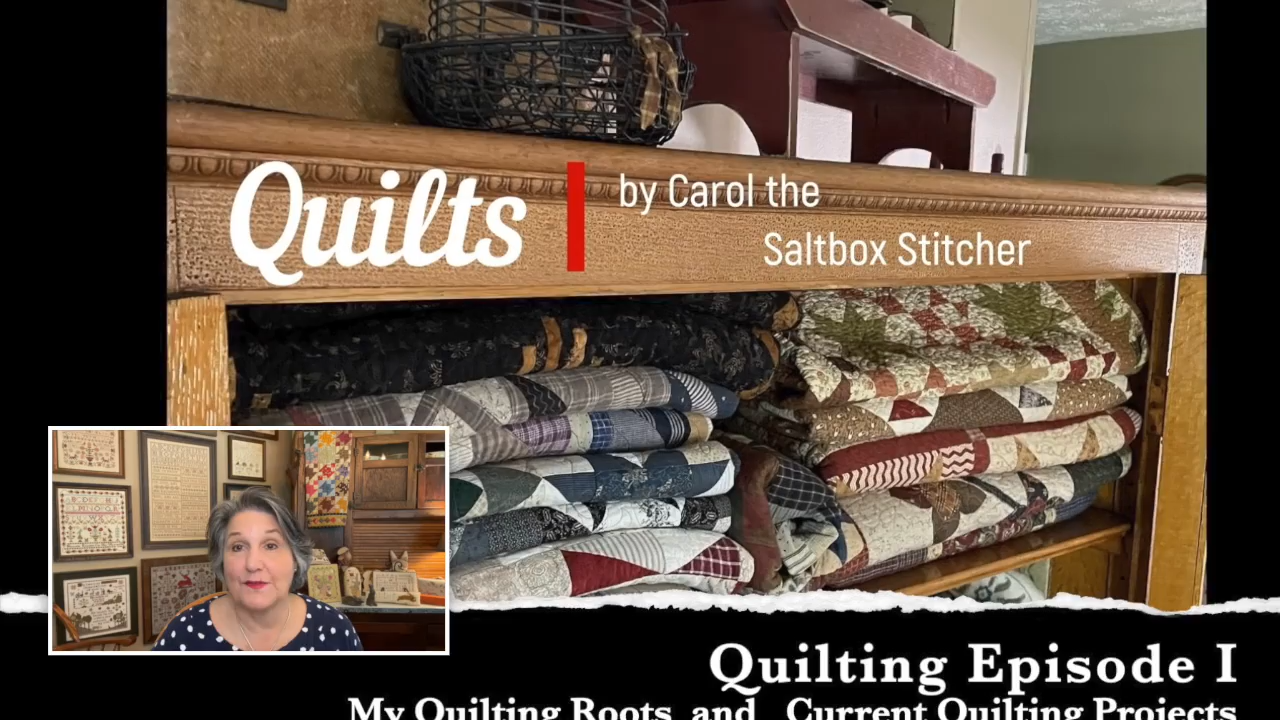 Quilts
by Carol the
Saltbox Stitcher
Quilting Episode I
My Quilting Roots and Current Quilting Projects